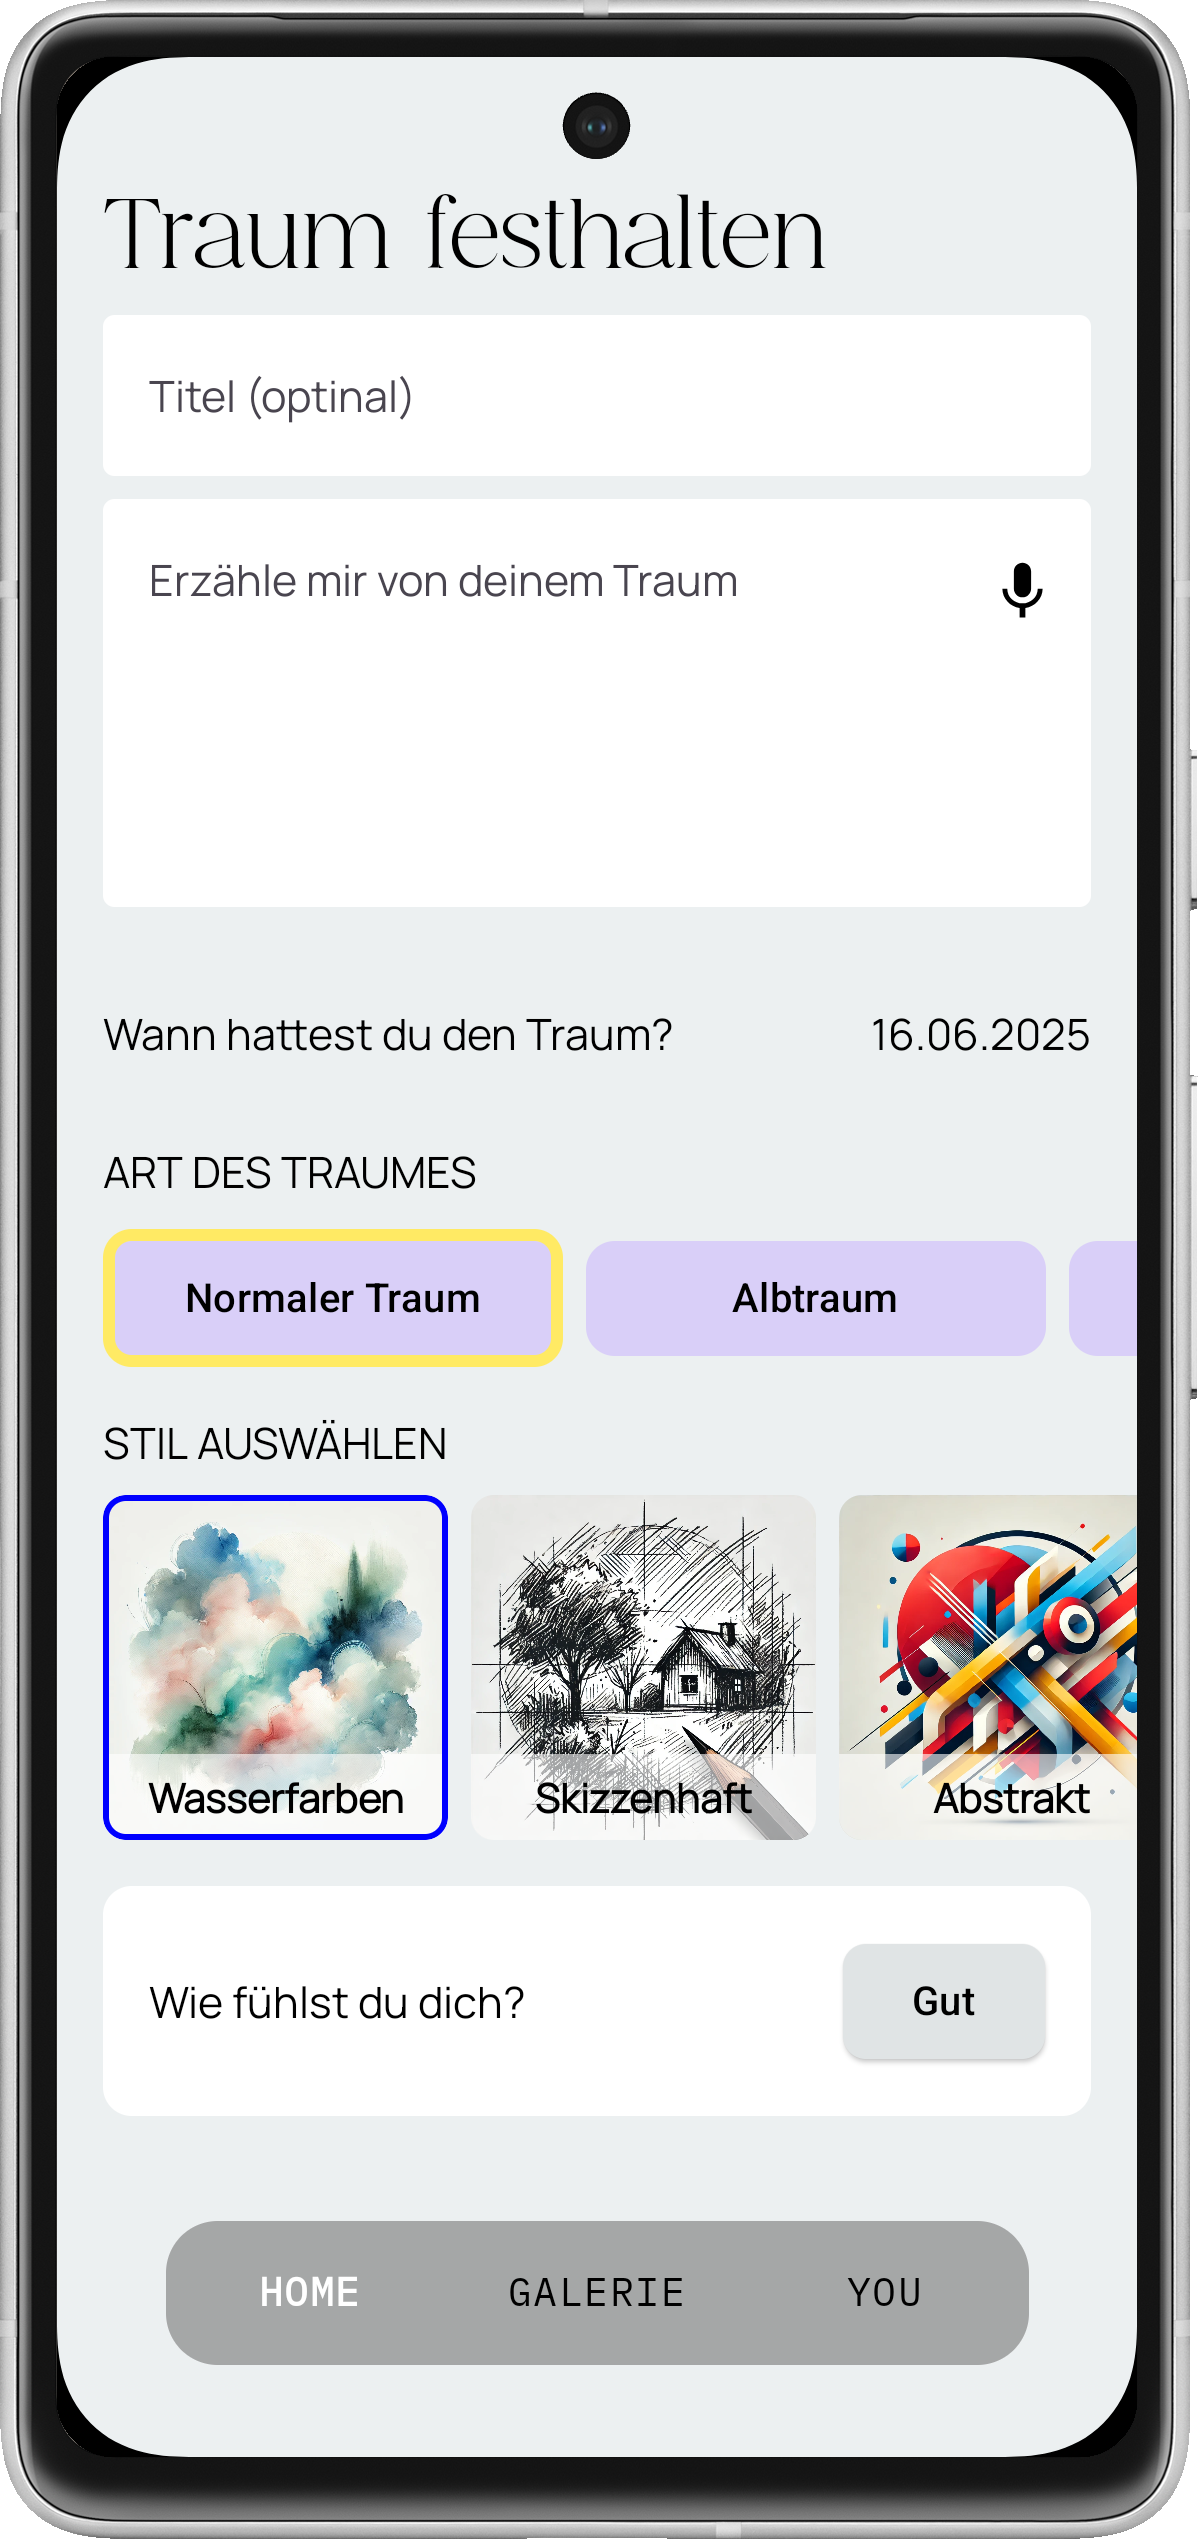 Traum festhalten
Titel (optinal)
Erzähle mir von deinem Traum
Wann hattest du den Traum? 16.06.2025
ART DES TRAUMES
Normaler Traum Albtraum
STIL AUSWÄHLEN
Wasserfarben Skizzenhaft Abstrakt
Wie fühlst du dich? Gut
HOME GALERIE YOU